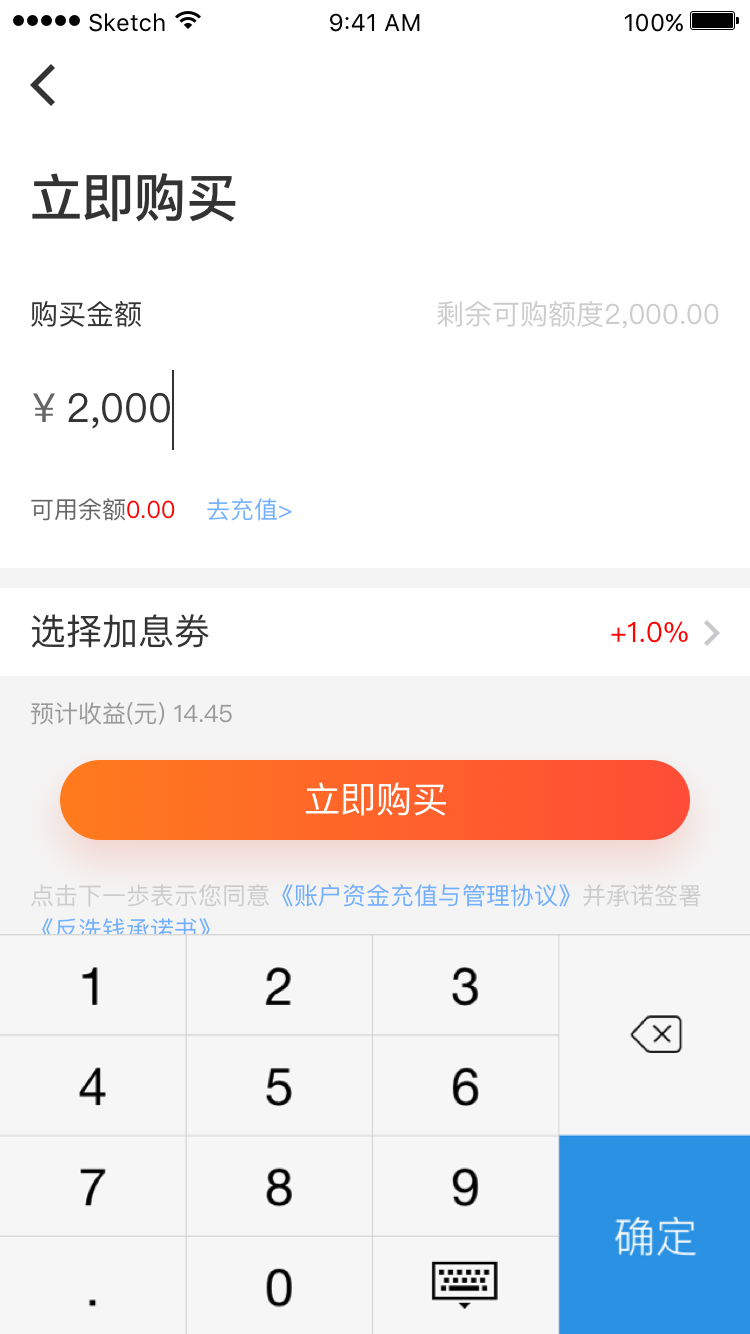 Sketch 9:41 AM 100%
立即购买
购买金额 剩余可购额度2,000.00
¥ 2,000
可用余额0.00 去充值>
选择加息劵 +1.0%
预计收益(元) 14.45
立即购买
点击下一步表示您同意《账户资金充值与管理协议》并承诺签署
《反洗钱承诺书》
1 2 3
4 5 6
7 8 9
确定
. 0